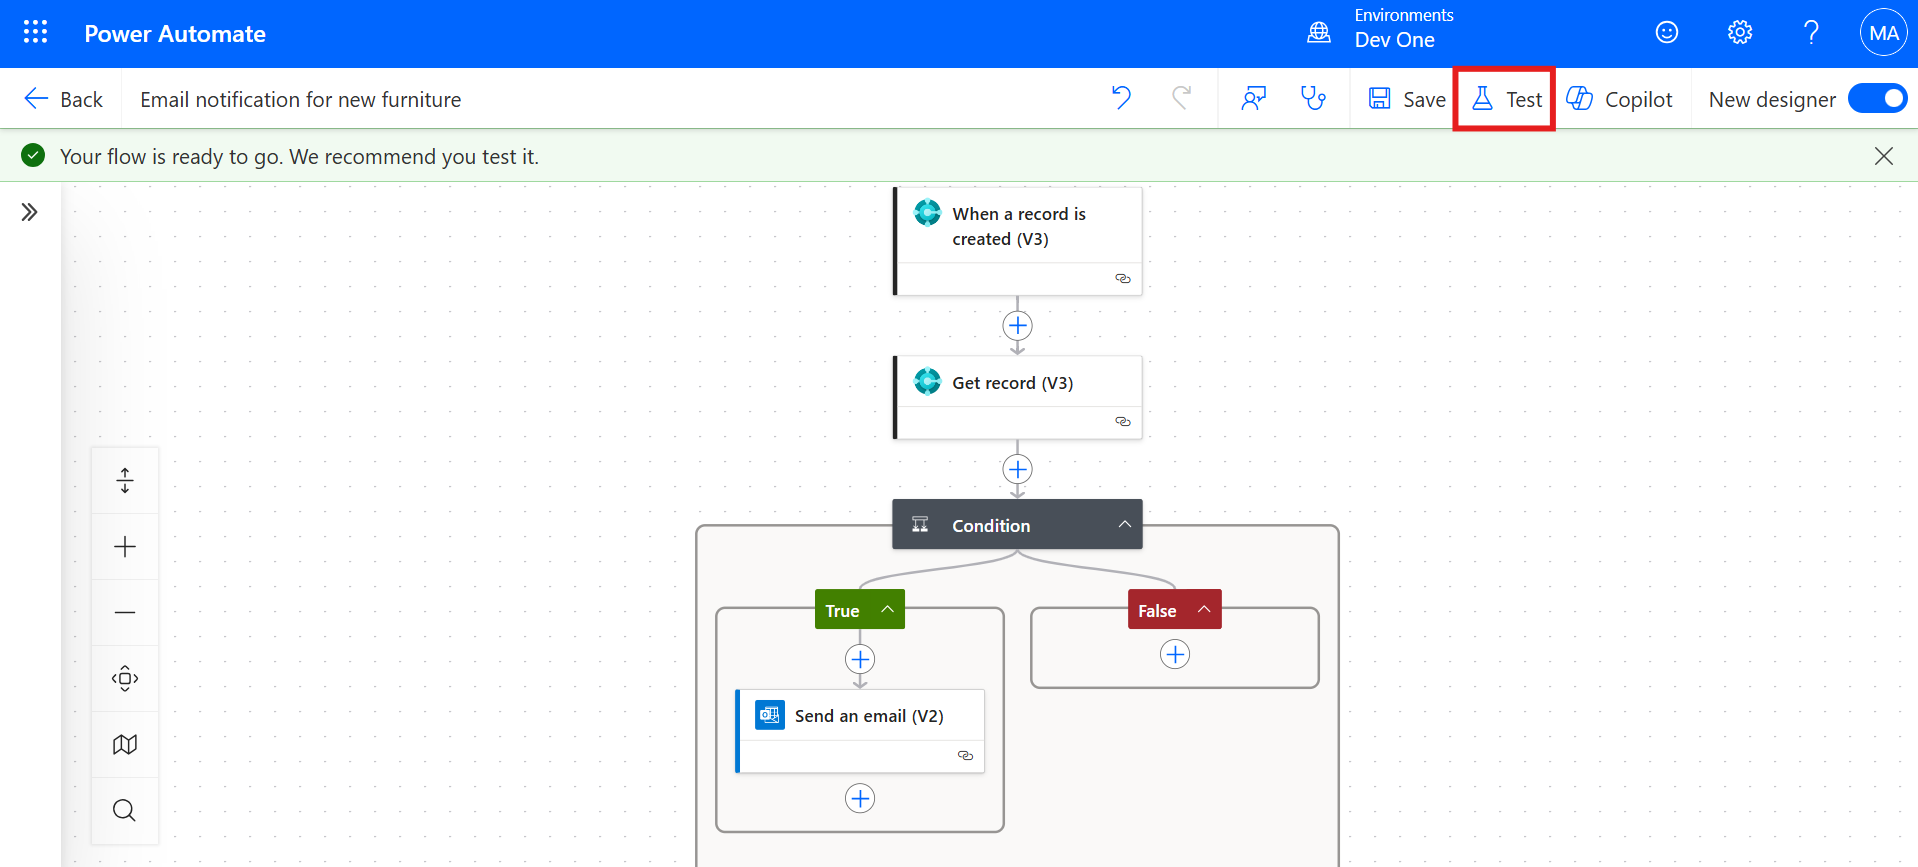 Power Automate
Environments
Dev One
MA
Back
Email notification for new furniture
Save
Test
Copilot
New designer
Your flow is ready to go. We recommend you test it.
When a record is
created (V3)
Get record (V3)
Condition
True
False
Send an email (V2)